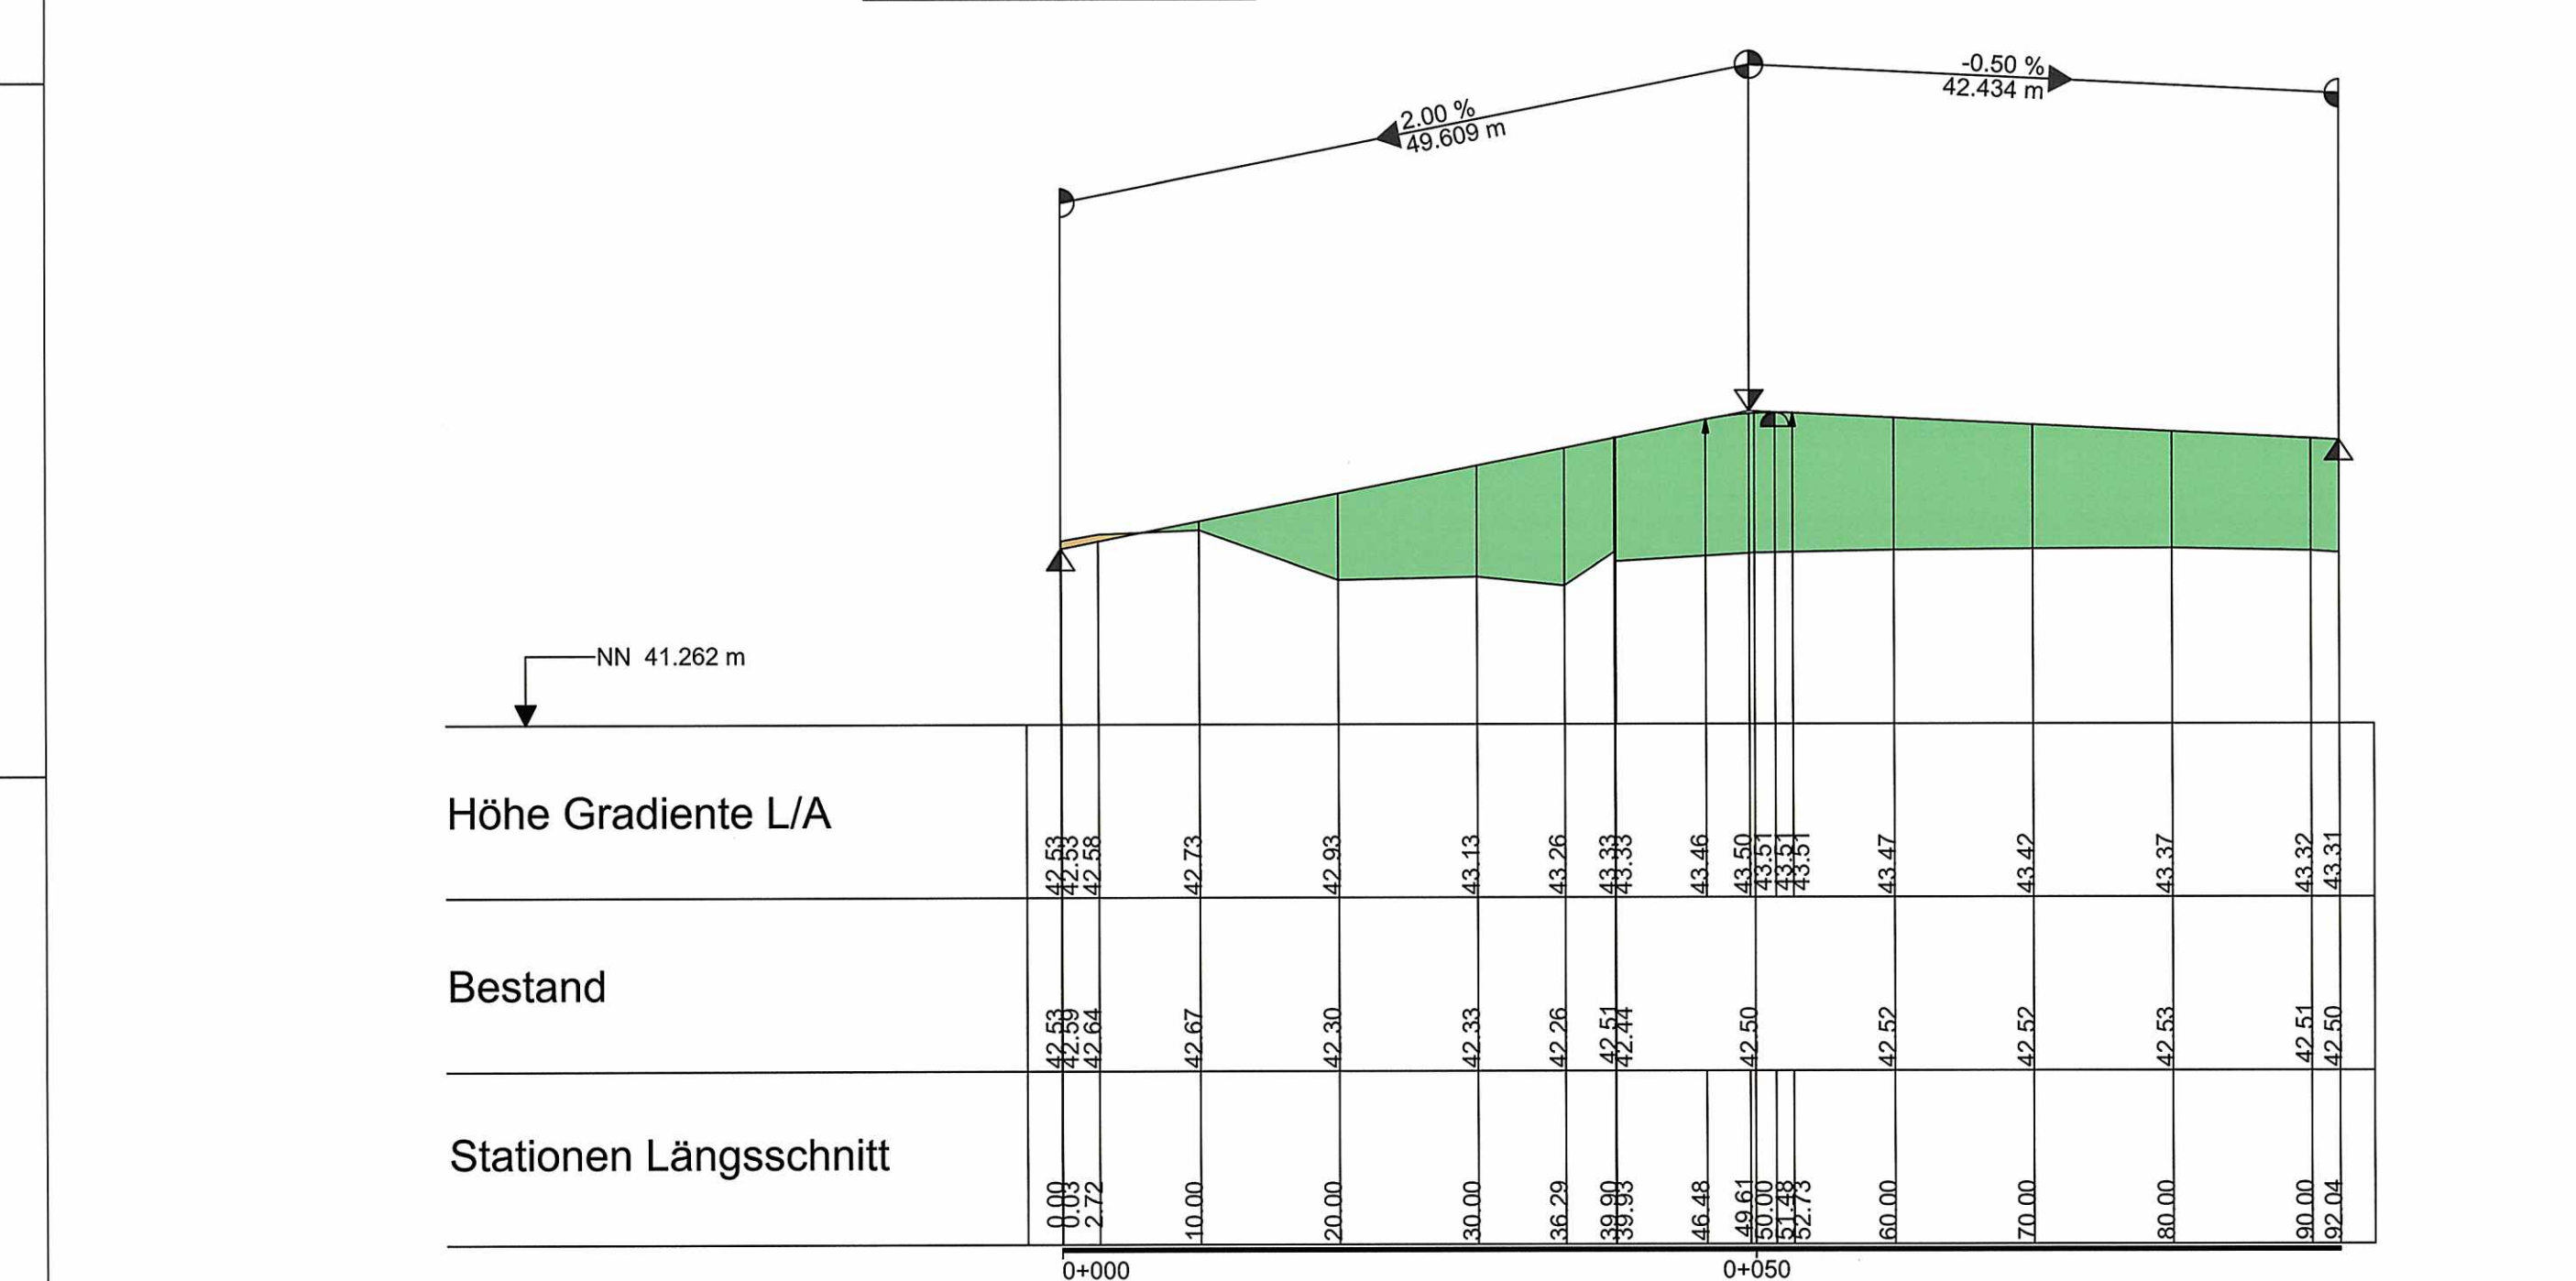 -0.50 %
42.434 m
2.00 %
49.609 m
NN 41.262 m
Höhe Gradiente L/A
42.53 42.53 42.58 42.73 42.93 43.13 43.26 43.33 43.33 43.46 43.50 43.51 43.51 43.51 43.47 43.42 43.37 43.32 43.31
Bestand
42.53 42.59 42.64 42.67 42.30 42.33 42.26 42.51 42.44 42.50 42.52 42.52 42.53 42.51 42.50
Stationen Längsschnitt
0.00 0.03 2.72 10.00 20.00 30.00 36.29 39.90 39.93 46.48 49.61 50.00 51.48 52.73 60.00 70.00 80.00 90.00 92.04
0+000 0+050